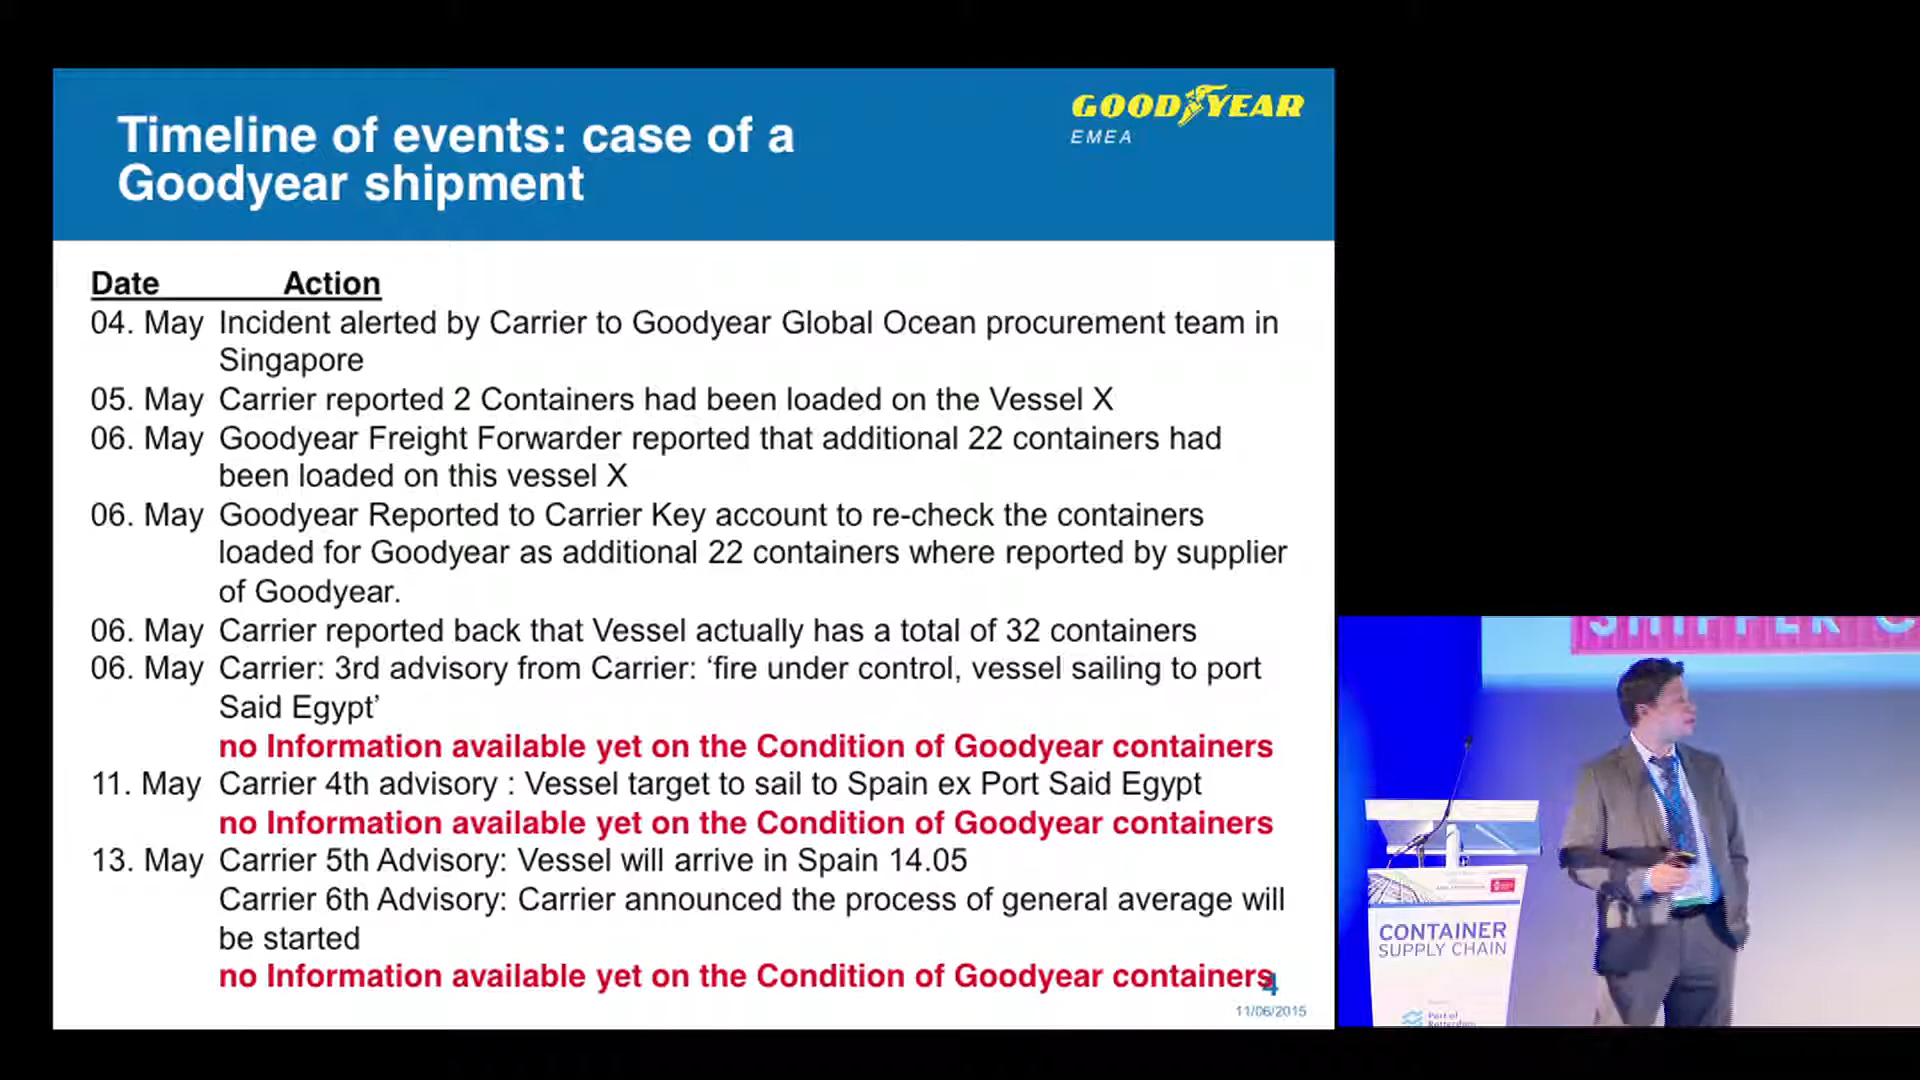 Timeline of events: case of a
Goodyear shipment
GOODYEAR
EMEA
Date Action
04. May Incident alerted by Carrier to Goodyear Global Ocean procurement team in
Singapore
05. May Carrier reported 2 Containers had been loaded on the Vessel X
06. May Goodyear Freight Forwarder reported that additional 22 containers had
been loaded on this vessel X
06. May Goodyear Reported to Carrier Key account to re-check the containers
loaded for Goodyear as additional 22 containers where reported by supplier
of Goodyear.
06. May Carrier reported back that Vessel actually has a total of 32 containers
06. May Carrier: 3rd advisory from Carrier: ‘fire under control, vessel sailing to port
Said Egypt’
no Information available yet on the Condition of Goodyear containers
11. May Carrier 4th advisory : Vessel target to sail to Spain ex Port Said Egypt
no Information available yet on the Condition of Goodyear containers
13. May Carrier 5th Advisory: Vessel will arrive in Spain 14.05
Carrier 6th Advisory: Carrier announced the process of general average will
be started
no Information available yet on the Condition of Goodyear containers
4
11/06/2015
SHIPPER C
CONTAINER
SUPPLY CHAIN
Port of
Rotterdam